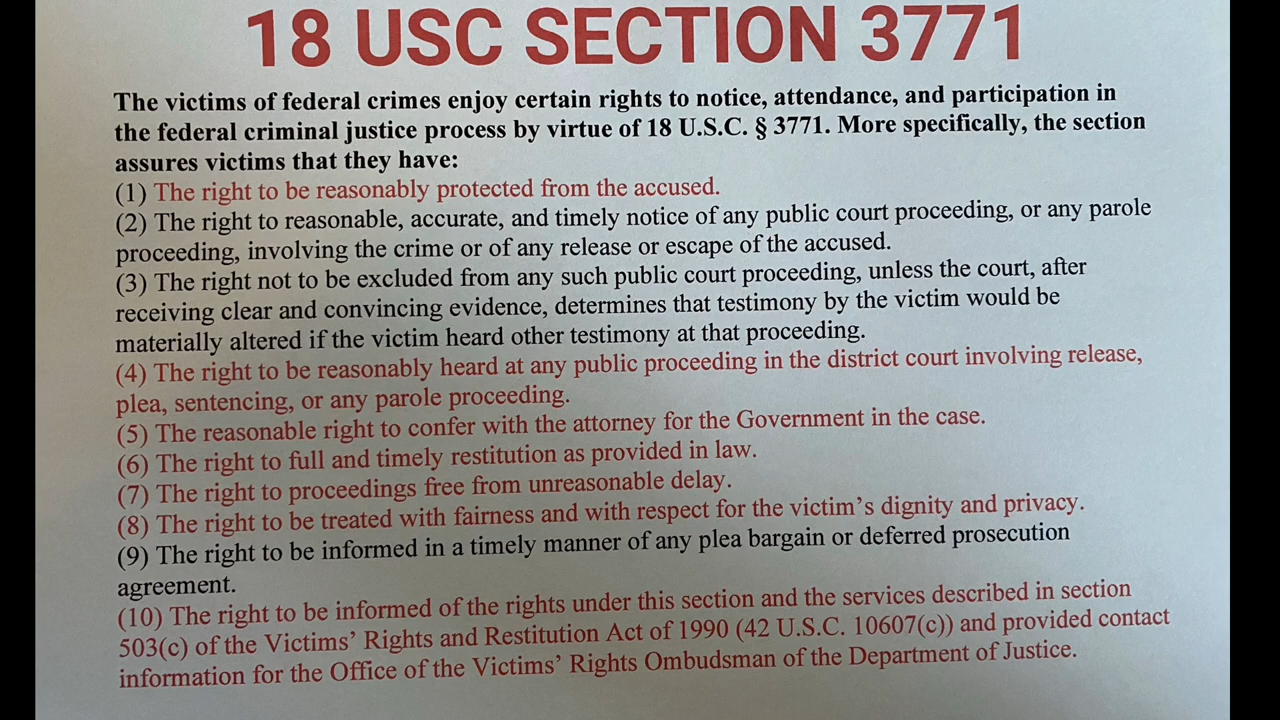 18 USC SECTION 3771
The victims of federal crimes enjoy certain rights to notice, attendance, and participation in
the federal criminal justice process by virtue of 18 U.S.C. § 3771. More specifically, the section
assures victims that they have:
(1) The right to be reasonably protected from the accused.
(2) The right to reasonable, accurate, and timely notice of any public court proceeding, or any parole
proceeding, involving the crime or of any release or escape of the accused.
(3) The right not to be excluded from any such public court proceeding, unless the court, after
receiving clear and convincing evidence, determines that testimony by the victim would be
materially altered if the victim heard other testimony at that proceeding.
(4) The right to be reasonably heard at any public proceeding in the district court involving release,
plea, sentencing, or any parole proceeding.
(5) The reasonable right to confer with the attorney for the Government in the case.
(6) The right to full and timely restitution as provided in law.
(7) The right to proceedings free from unreasonable delay.
(8) The right to be treated with fairness and with respect for the victim’s dignity and privacy.
(9) The right to be informed in a timely manner of any plea bargain or deferred prosecution
agreement.
(10) The right to be informed of the rights under this section and the services described in section
503(c) of the Victims’ Rights and Restitution Act of 1990 (42 U.S.C. 10607(c)) and provided contact
information for the Office of the Victims’ Rights Ombudsman of the Department of Justice.